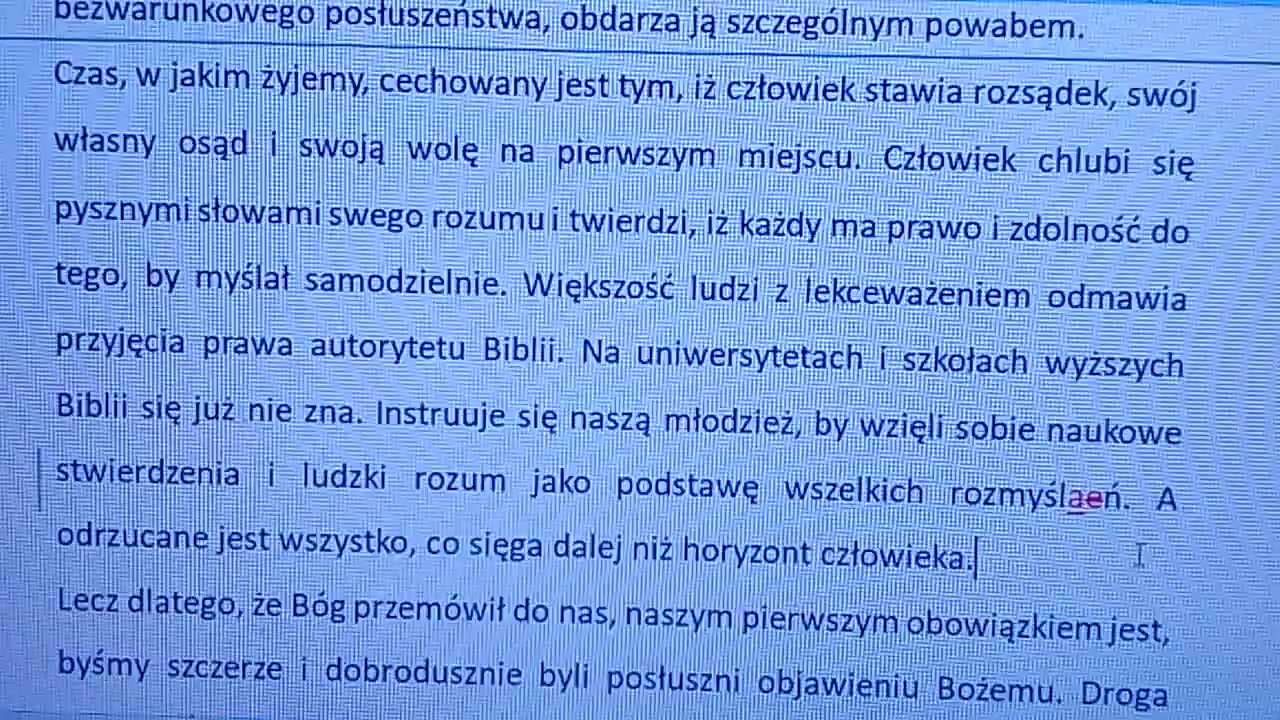 bezwarunkowego posłuszeństwa, obdarza ją szczególnym powabem.
Czas, w jakim żyjemy, cechowany jest tym, iż człowiek stawia rozsądek, swój
własny osąd i swoją wolę na pierwszym miejscu. Człowiek chlubi się
pysznymi słowami swego rozumu i twierdzi, iż każdy ma prawo i zdolność do
tego, by myślał samodzielnie. Większość ludzi z lekceważeniem odmawia
przyjęcia prawa autorytetu Biblii. Na uniwersytetach i szkołach wyższych
Biblii się już nie zna. Instruuje się naszą młodzież, by wzięli sobie naukowe
stwierdzenia i ludzki rozum jako podstawę wszelkich rozmyślaeń. A
odrzucane jest wszystko, co sięga dalej niż horyzont człowieka.
Lecz dlatego, że Bóg przemówił do nas, naszym pierwszym obowiązkiem jest,
byśmy szczerze i dobrodusznie byli posłuszni objawieniu Bożemu. Droga